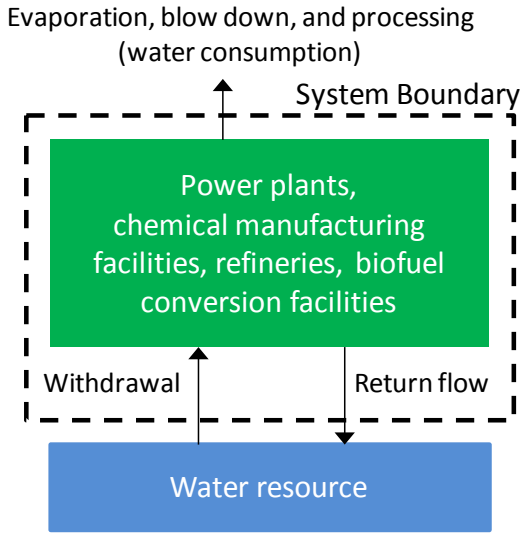 Evaporation, blow down, and processing
(water consumption)
System Boundary
Power plants,
chemical manufacturing
facilities, refineries, biofuel
conversion facilities
Withdrawal
Return flow
Water resource